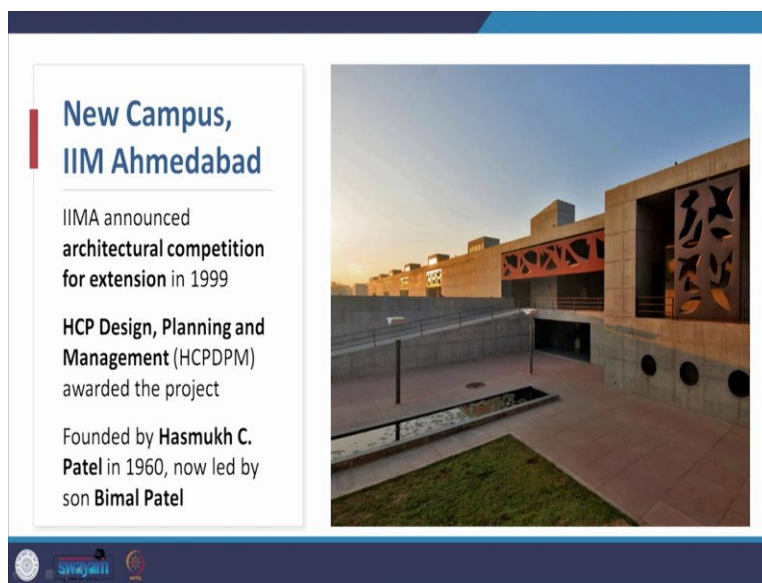 New Campus,
IIM Ahmedabad
IIMA announced
architectural competition
for extension in 1999
HCP Design, Planning and
Management (HCPDPM)
awarded the project
Founded by Hasmukh C.
Patel in 1960, now led by
son Bimal Patel
swayam